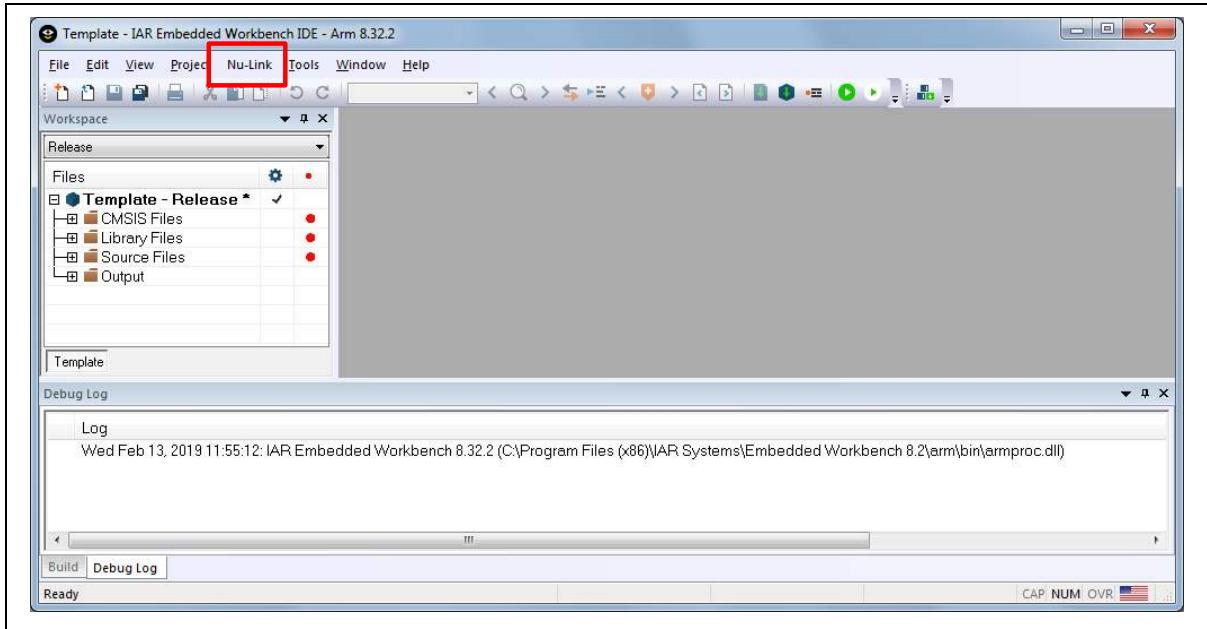 Template - IAR Embedded Workbench IDE - Arm 8.32.2
File Edit View Projec Nu-Link Tools Window Help
Workspace
Release
Files
Template - Release *
CMSIS Files
Library Files
Source Files
Output
Template
Debug Log
Log
Wed Feb 13, 2019 11:55:12: IAR Embedded Workbench 8.32.2 (C:\Program Files (x86)\IAR Systems\Embedded Workbench 8.2\arm\bin\armproc.dll)
Build Debug Log
Ready CAP NUM OVR